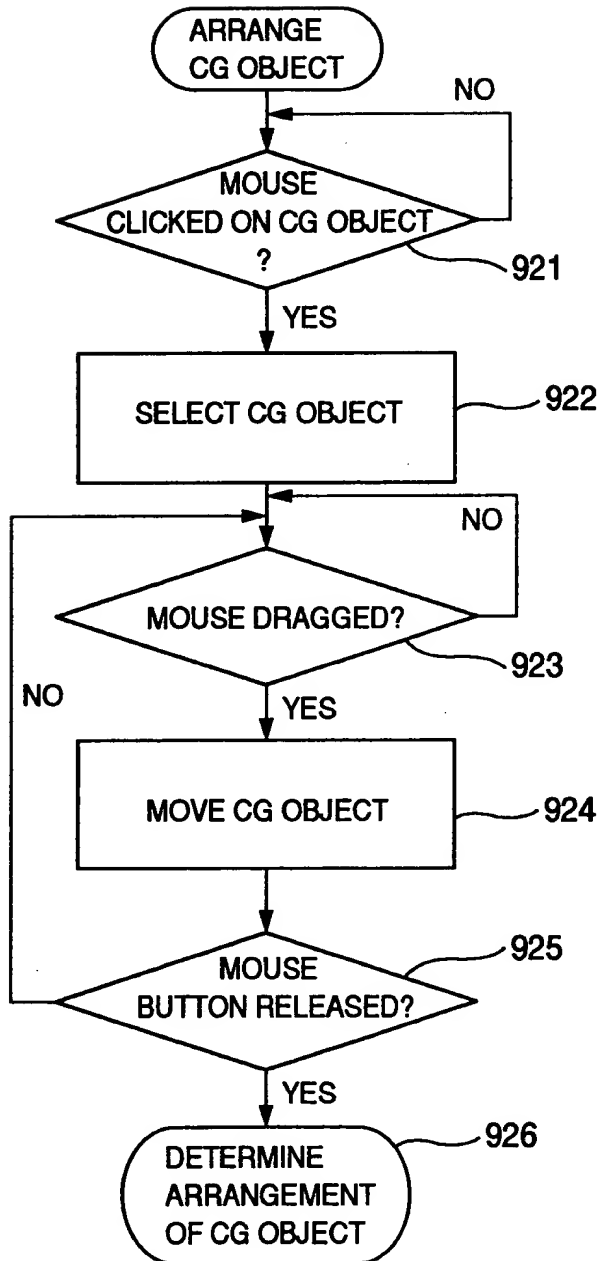 ARRANGE
CG OBJECT
NO
MOUSE
CLICKED ON CG OBJECT
?
921
YES
SELECT CG OBJECT
922
NO
MOUSE DRAGGED?
923
NO
YES
MOVE CG OBJECT
924
925
MOUSE
BUTTON RELEASED?
YES
926
DETERMINE
ARRANGEMENT
OF CG OBJECT